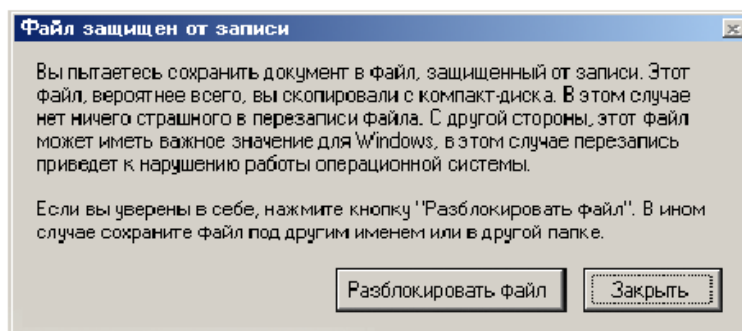 Файл защищен от записи
Вы пытаетесь сохранить документ в файл, защищенный от записи. Этот
файл, вероятнее всего, вы скопировали с компакт-диска. В этом случае
нет ничего страшного в перезаписи файла. С другой стороны, этот файл
может иметь важное значение для Windows, в этом случае перезапись
приведет к нарушению работы операционной системы.
Если вы уверены в себе, нажмите кнопку "Разблокировать файл". В ином
случае сохраните файл под другим именем или в другой папке.
Разблокировать файл Закрыть